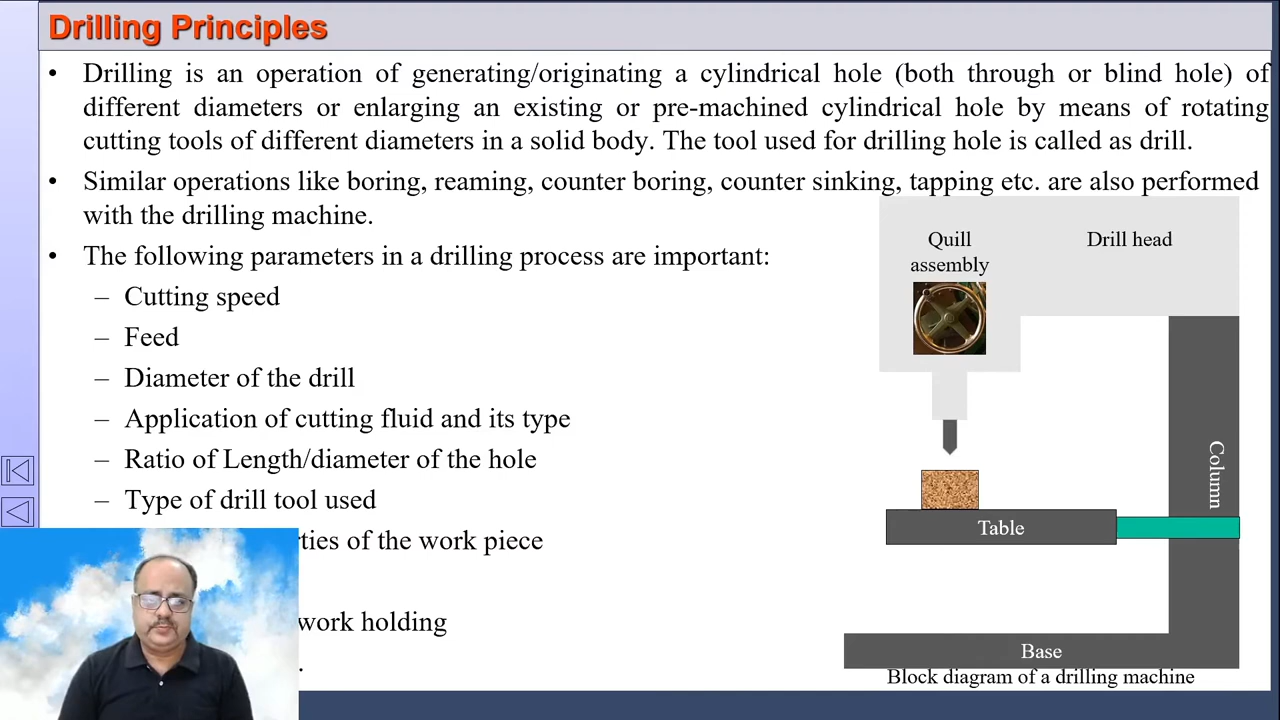 Drilling Principles
• Drilling is an operation of generating/originating a cylindrical hole (both through or blind hole) of
different diameters or enlarging an existing or pre-machined cylindrical hole by means of rotating
cutting tools of different diameters in a solid body. The tool used for drilling hole is called as drill.
• Similar operations like boring, reaming, counter boring, counter sinking, tapping etc. are also performed
with the drilling machine.
• The following parameters in a drilling process are important:
– Cutting speed
– Feed
– Diameter of the drill
– Application of cutting fluid and its type
– Ratio of Length/diameter of the hole
– Type of drill tool used
of the work piece
work holding
Quill
assembly
Drill head
Column
Table
Base
Block diagram of a drilling machine